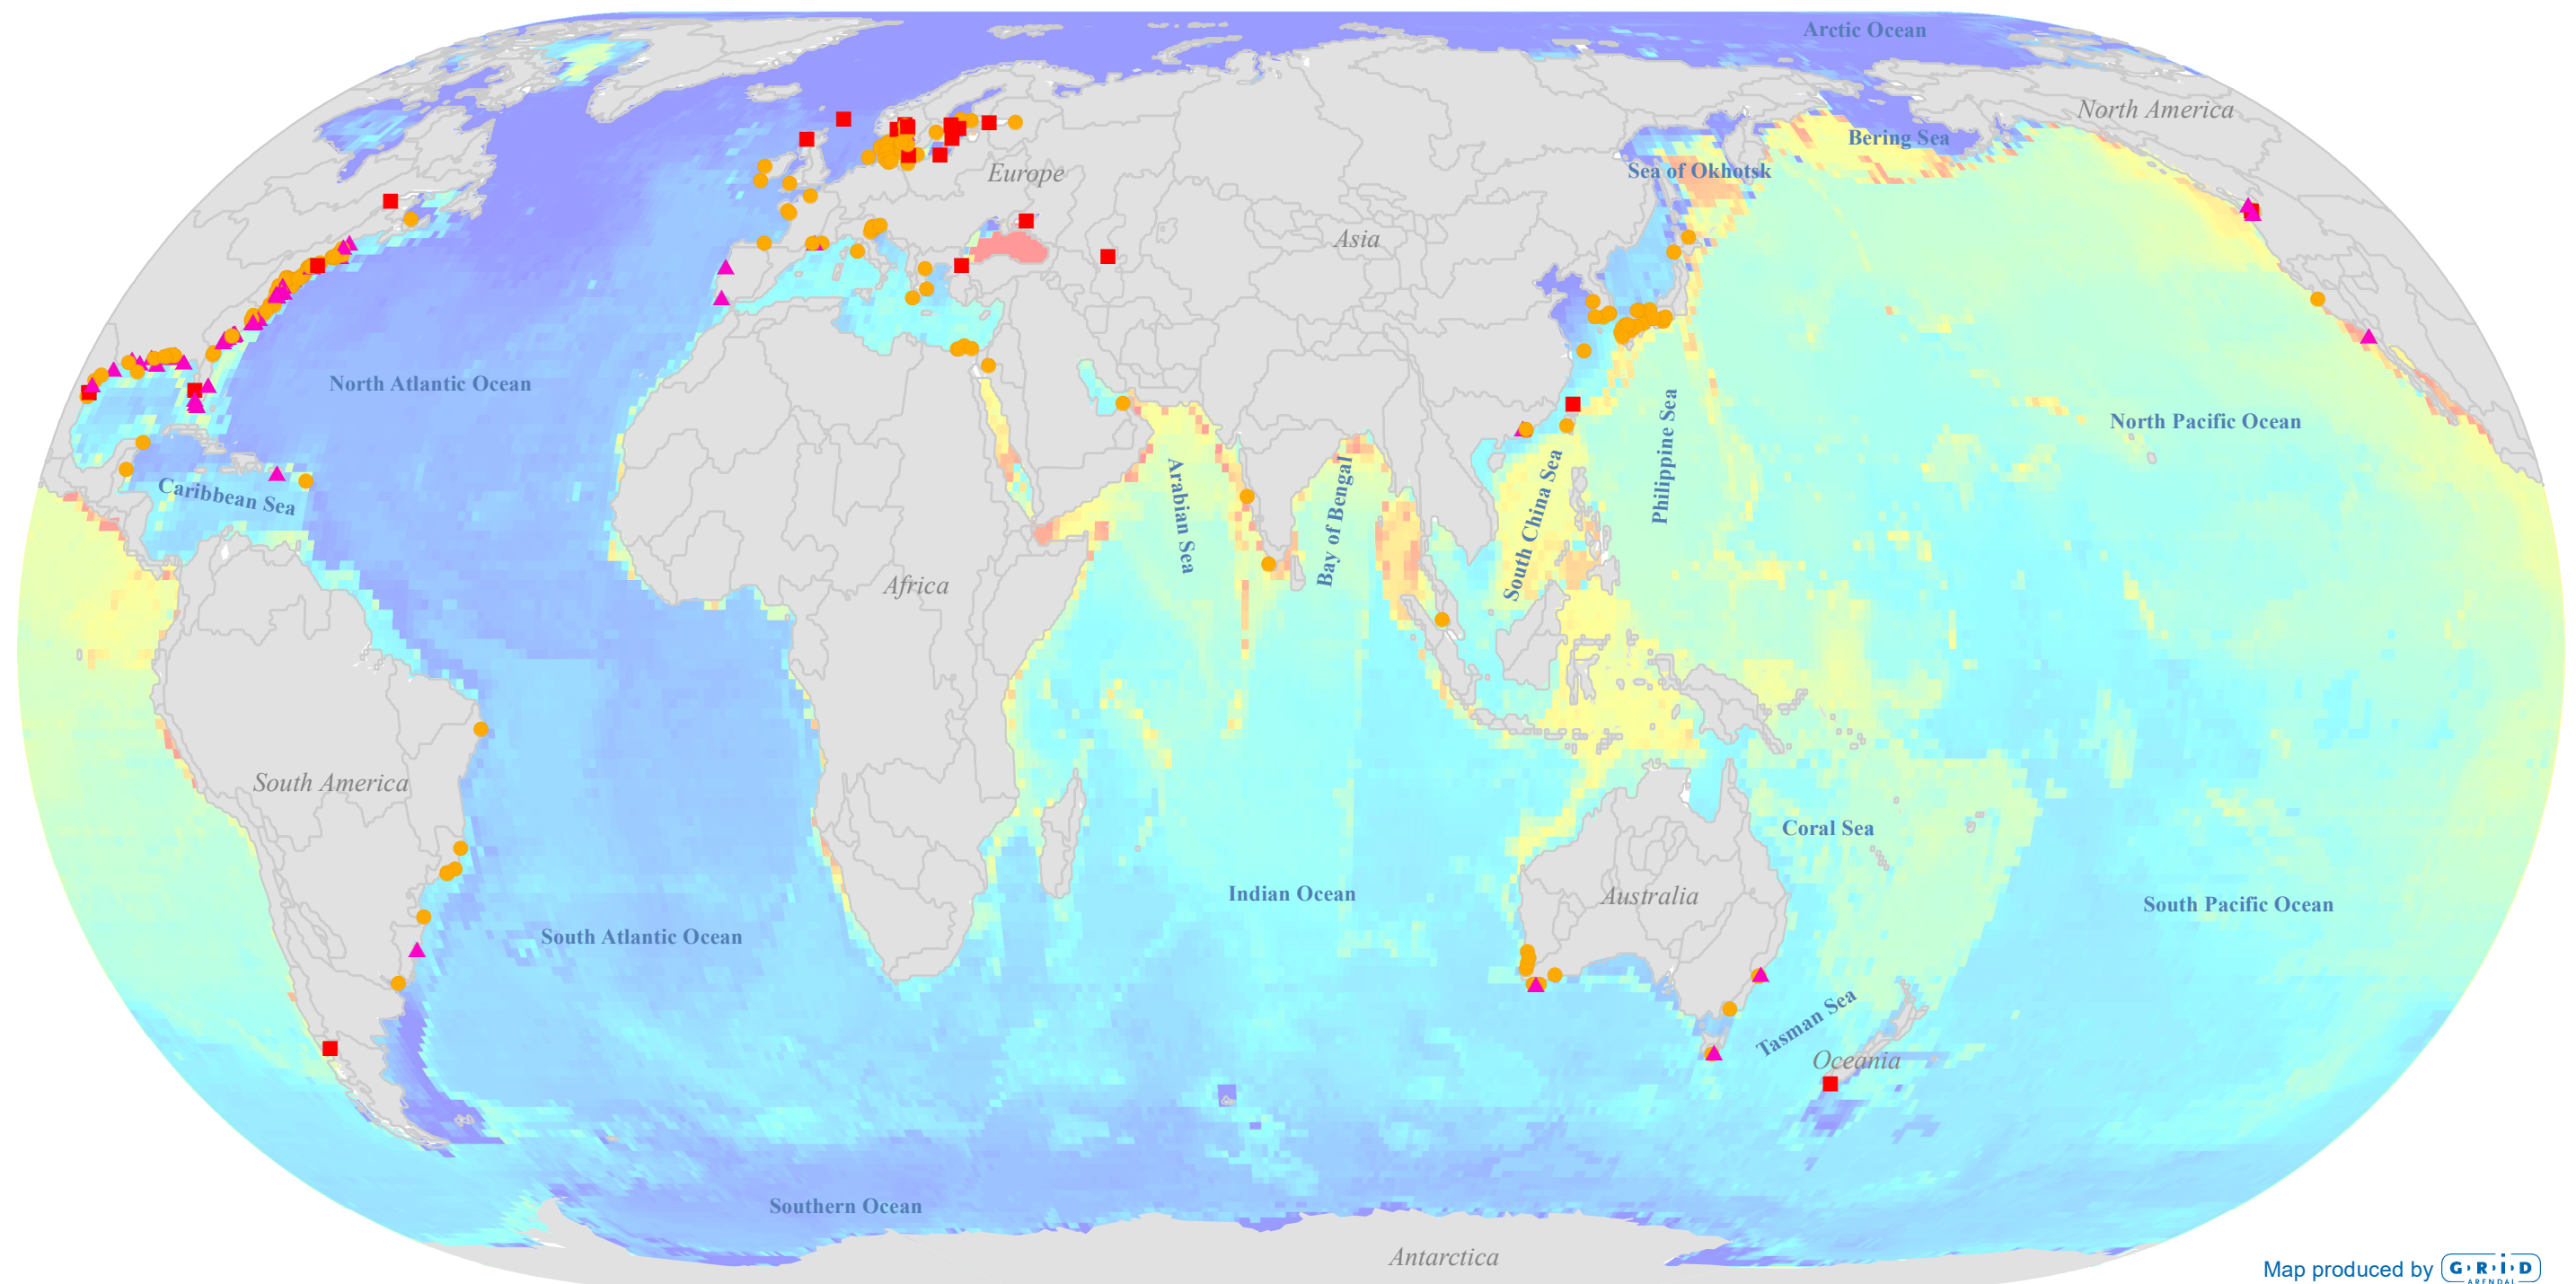 Arctic Ocean
North America
Bering Sea
Sea of Okhotsk
Europe
Asia
North Atlantic Ocean
North Pacific Ocean
Philippine Sea
Caribbean Sea
Arabian Sea
Bay of Bengal
South China Sea
Africa
South America
Coral Sea
Indian Ocean
Australia
South Pacific Ocean
South Atlantic Ocean
Tasman Sea
Oceania
Southern Ocean
Antarctica
Map produced by G·R·I·D
ARENDAL